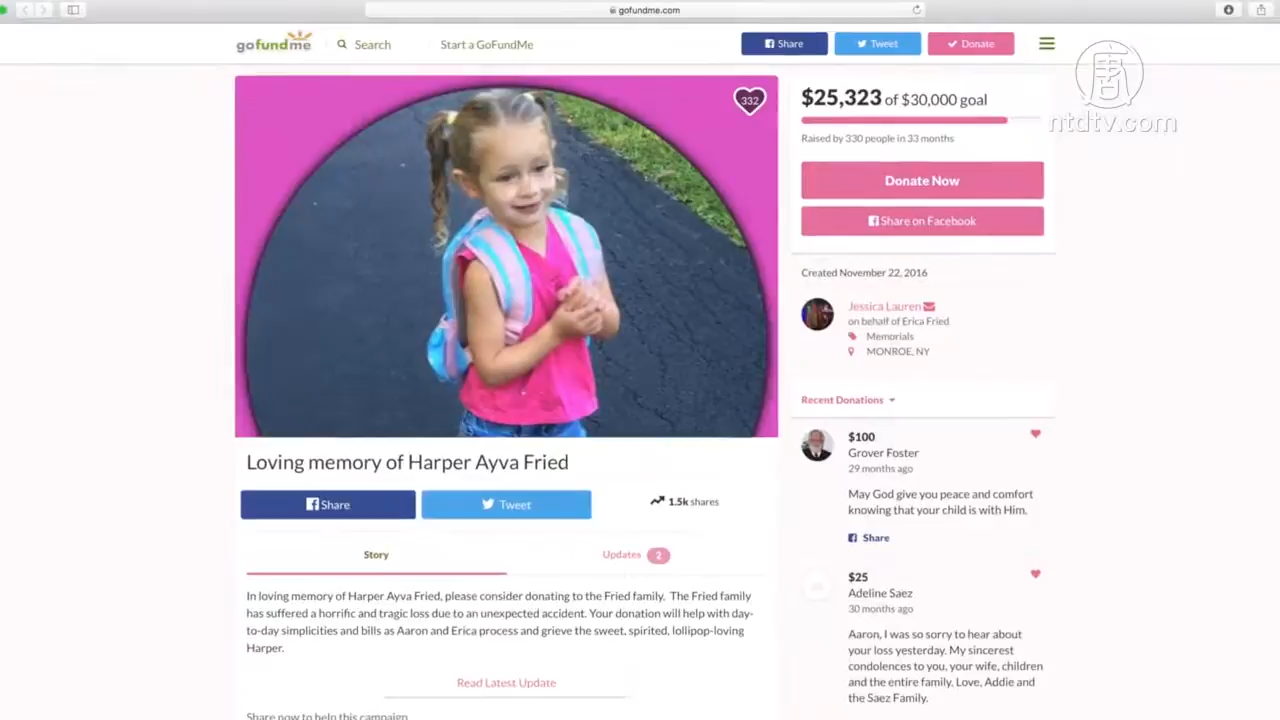 gofundme.com
gofundme
Search
Start a GoFundMe
Share
Tweet
Donate
332
$25,323 of $30,000 goal
Raised by 330 people in 33 months
Donate Now
Share on Facebook
唐
ntdtv.com
Created November 22, 2016
Jessica Lauren
on behalf of Erica Fried
Memorials
MONROE, NY
Recent Donations
$100
Grover Foster
29 months ago
May God give you peace and comfort
knowing that your child is with Him.
Share
$25
Adeline Saez
30 months ago
Aaron, I was so sorry to hear about
your loss yesterday. My sincerest
condolences to you, your wife, children
and the entire family. Love, Addie and
the Saez Family.
Loving memory of Harper Ayva Fried
Share
Tweet
1.5k shares
Story
Updates 2
In loving memory of Harper Ayva Fried, please consider donating to the Fried family. The Fried family
has suffered a horrific and tragic loss due to an unexpected accident. Your donation will help with day-
to-day simplicities and bills as Aaron and Erica process and grieve the sweet, spirited, lollipop-loving
Harper.
Read Latest Update
Share now to help this campaign